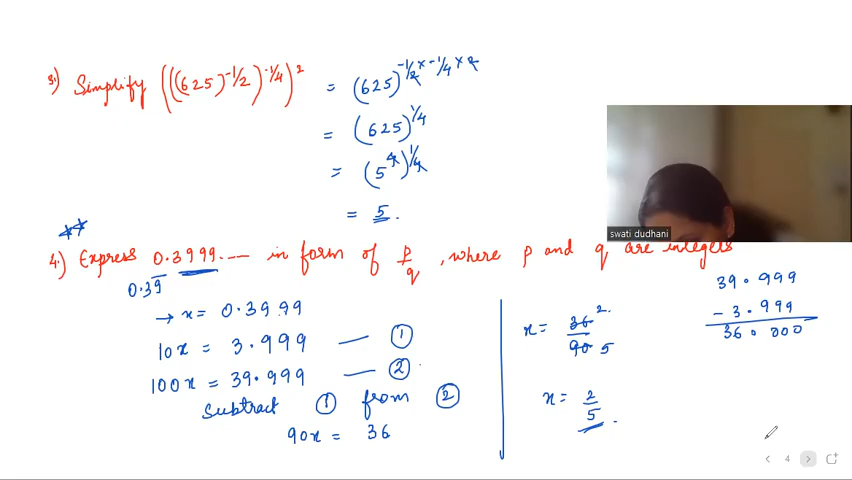 3.) Simplify (((625)^-1/2)^-1/4)^2 = (625)^-1/2 × -1/4 × 2
= (625)^1/4
= (5^4)^1/4
= 5.
swati dudhani
4.) Express 0.3999.... in form of p/q, where p and q are integers
0.39̅
→ x = 0.3999
10x = 3.999 — ①
100x = 39.999 — ②
Subtract ① from ②
90x = 36
x = 36/90 2 5
x = 2/5.
39.999
- 3.999
36.000
4